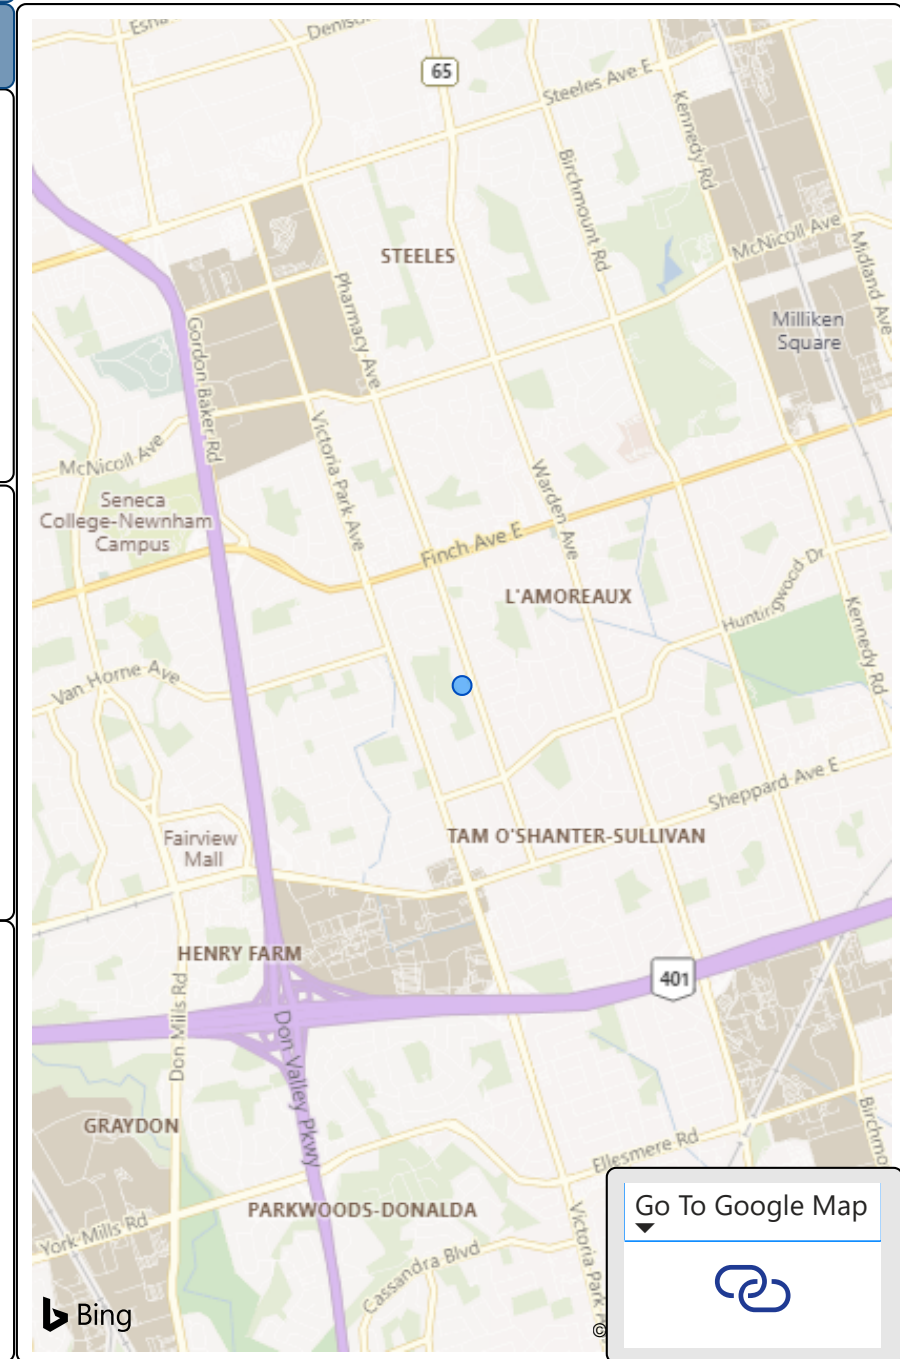 Denison
65
Steeles Ave E
Kennedy Rd
Birchmount Rd
McNicoll Ave
STEELES
Midland Ave
Pharmacy Ave
Milliken
Square
Gordon Baker Rd
Victoria Park Ave
McNicoll Ave
Warden Ave
Seneca
College-Newnham
Campus
Finch Ave E
L'AMOREAUX
Huntingwood Dr
Kennedy Rd
Van Horne Ave
Sheppard Ave E
TAM O'SHANTER-SULLIVAN
Fairview
Mall
HENRY FARM
401
Don Mills Rd
Don Valley Pkwy
GRAYDON
Birchmo
Ellesmere Rd
PARKWOODS-DONALDA
York Mills Rd
Victoria Park
Cassandra Blvd
Go To Google Map
Bing
©